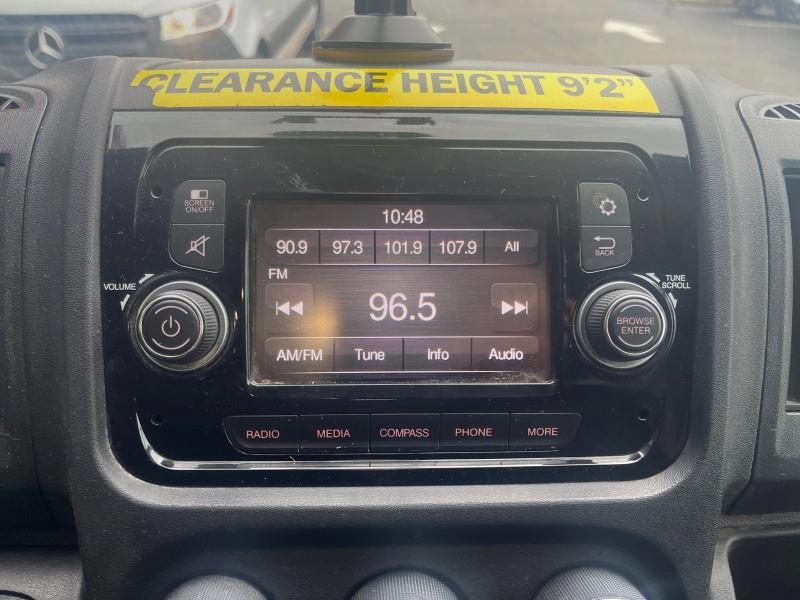 CLEARANCE HEIGHT 9'2"
SCREEN
ON/OFF
10:48
90.9 97.3 101.9 107.9 All
FM
96.5
AM/FM Tune Info Audio
BACK
VOLUME
TUNE
SCROLL
BROWSE
ENTER
RADIO MEDIA COMPASS PHONE MORE